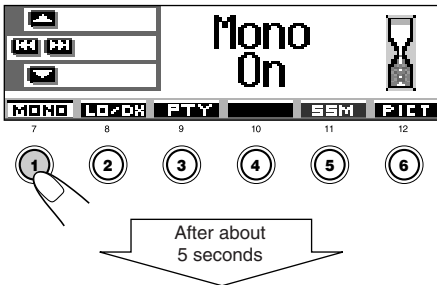 Mono
On
MONO LO/DX PTY SSM PICT
7 8 9 10 11 12
1 2 3 4 5 6
After about
5 seconds